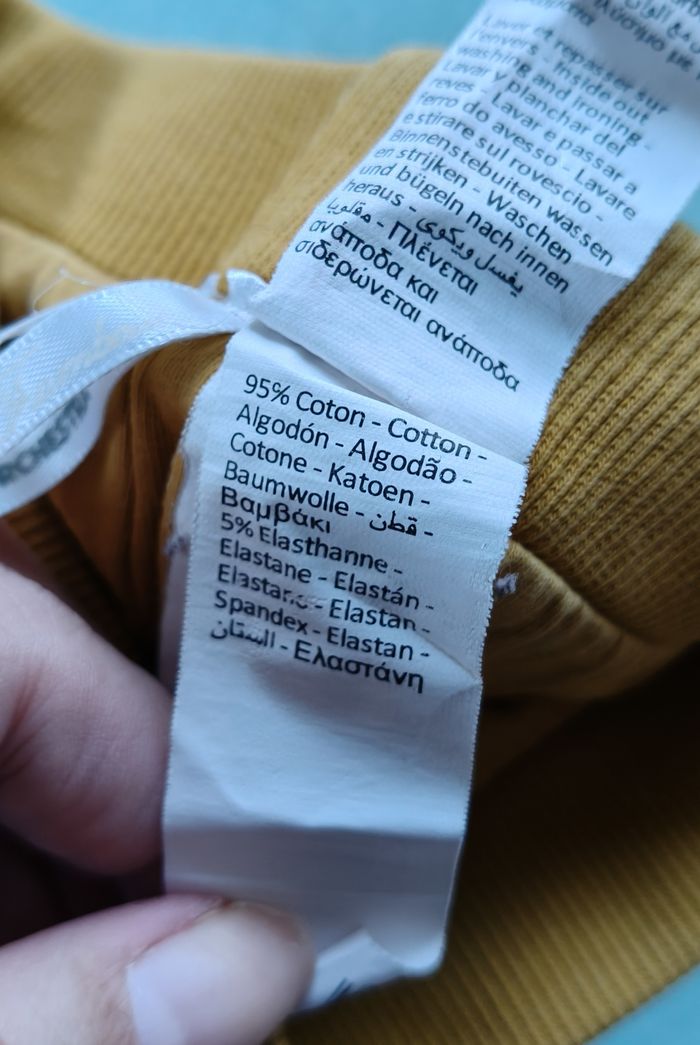 Lavar et repasser sur
l'envers - Inside out
washing and ironing -
Lavar y planchar del
reves - Lavar e passar a
ferro do avesso - Lavare
e stirare sul rovescio -
Binnenstebuiten wassen
en strijken - Waschen
und bügeln nach innen
heraus - يغسل ويكوى
مقلوبا - Πλένεται
ανάποδα και
σιδερώνεται ανάποδα
95% Coton - Cotton -
Algodón - Algodão -
Cotone - Katoen -
Baumwolle - قطن -
Βαμβάκι
5% Elasthanne -
Elastane - Elastán -
Elastano - Elastan -
Spandex - Elastan -
الاستان - Ελαστάνη